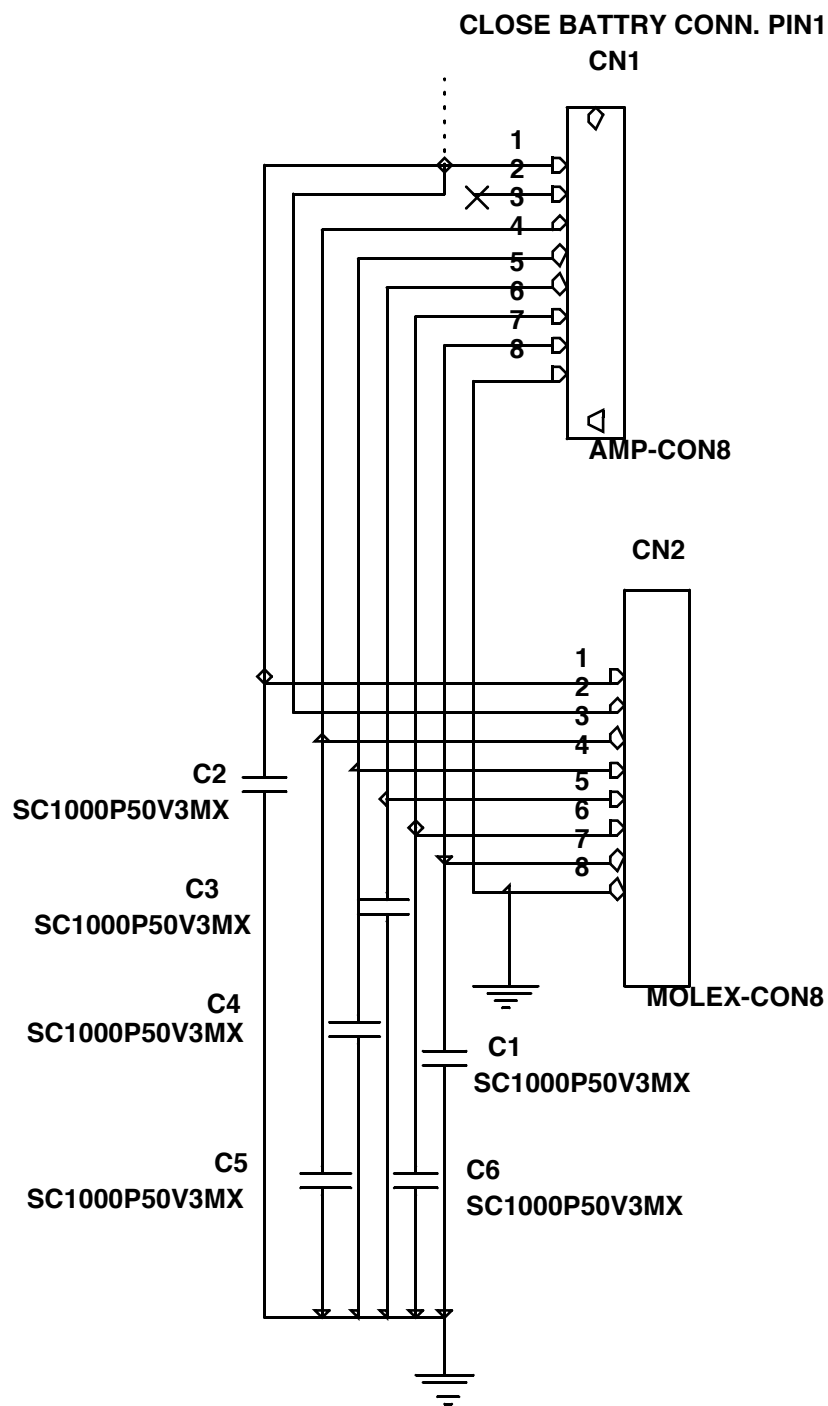 CLOSE BATTRY CONN. PIN1
CN1
1
2
3
4
5
6
7
8
AMP-CON8
CN2
1
2
3
4
5
6
7
8
MOLEX-CON8
C2
SC1000P50V3MX
C3
SC1000P50V3MX
C4
SC1000P50V3MX
C1
SC1000P50V3MX
C5
SC1000P50V3MX
C6
SC1000P50V3MX